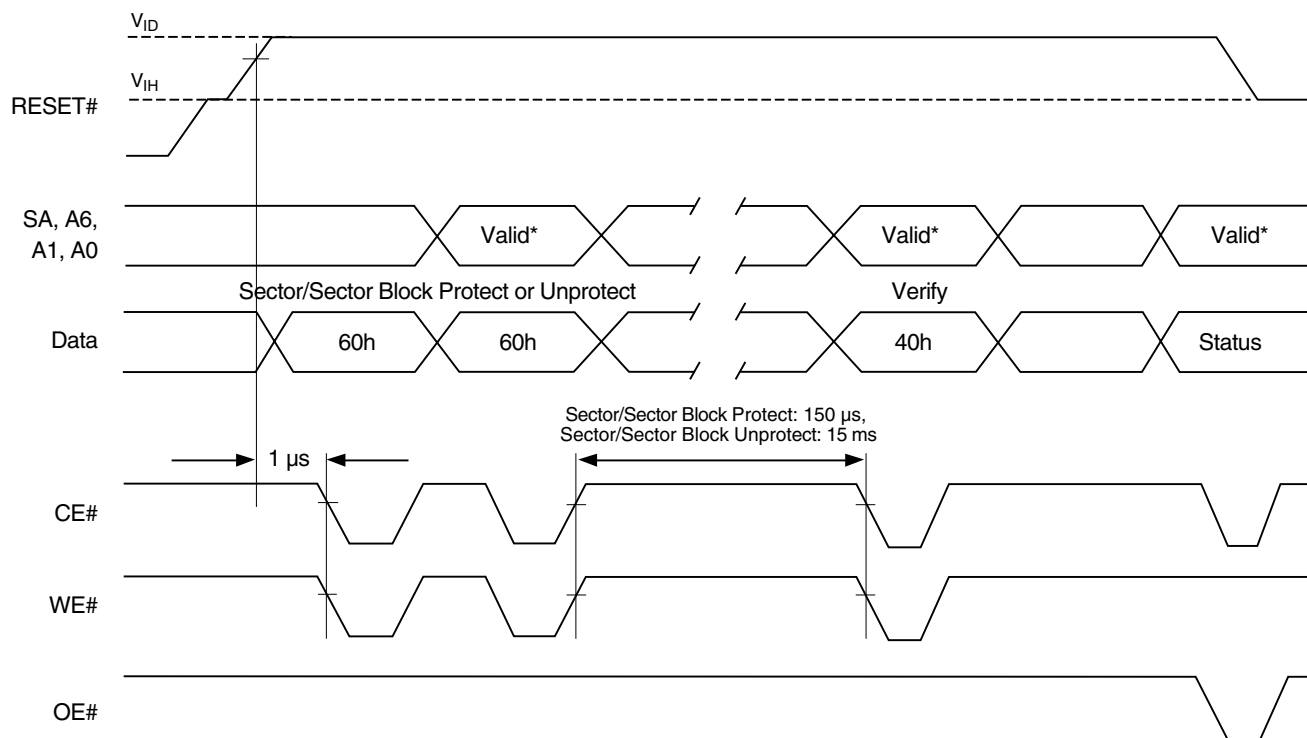 VID
VIH
RESET#
SA, A6,
A1, A0
Valid*
Valid*
Valid*
Sector/Sector Block Protect or Unprotect
Verify
Data
60h
60h
40h
Status
Sector/Sector Block Protect: 150 µs,
Sector/Sector Block Unprotect: 15 ms
1 µs
CE#
WE#
OE#